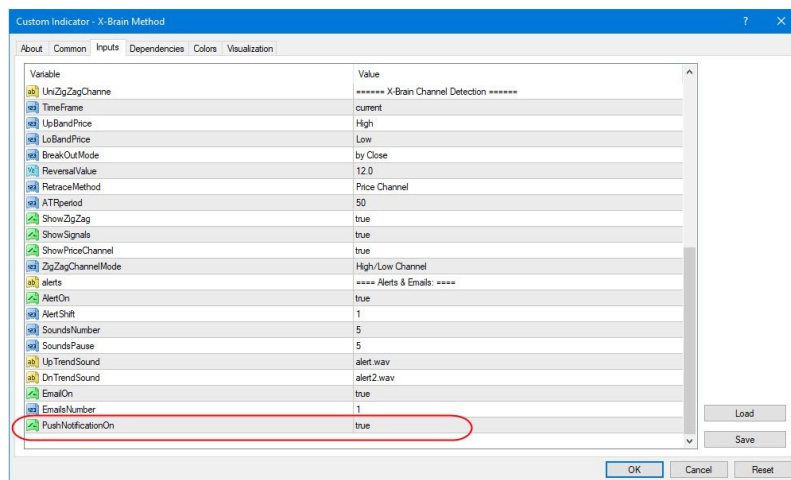 Custom Indicator - X-Brain Method
About Common Inputs Dependencies Colors Visualization
Variable Value
UniZigZagChanne ====== X-Brain Channel Detection ======
TimeFrame current
UpBandPrice High
LoBandPrice Low
BreakOutMode by Close
ReversalValue 12.0
RetraceMethod Price Channel
ATRperiod 50
ShowZigZag true
ShowSignals true
ShowPriceChannel true
ZigZagChannelMode High/Low Channel
alerts ==== Alerts & Emails: ====
AlertOn true
AlertShift 1
SoundsNumber 5
SoundsPause 5
UpTrendSound alert.wav
DnTrendSound alert2.wav
EmailOn true
EmailsNumber 1
PushNotificationOn true
Load
Save
OK Cancel Reset